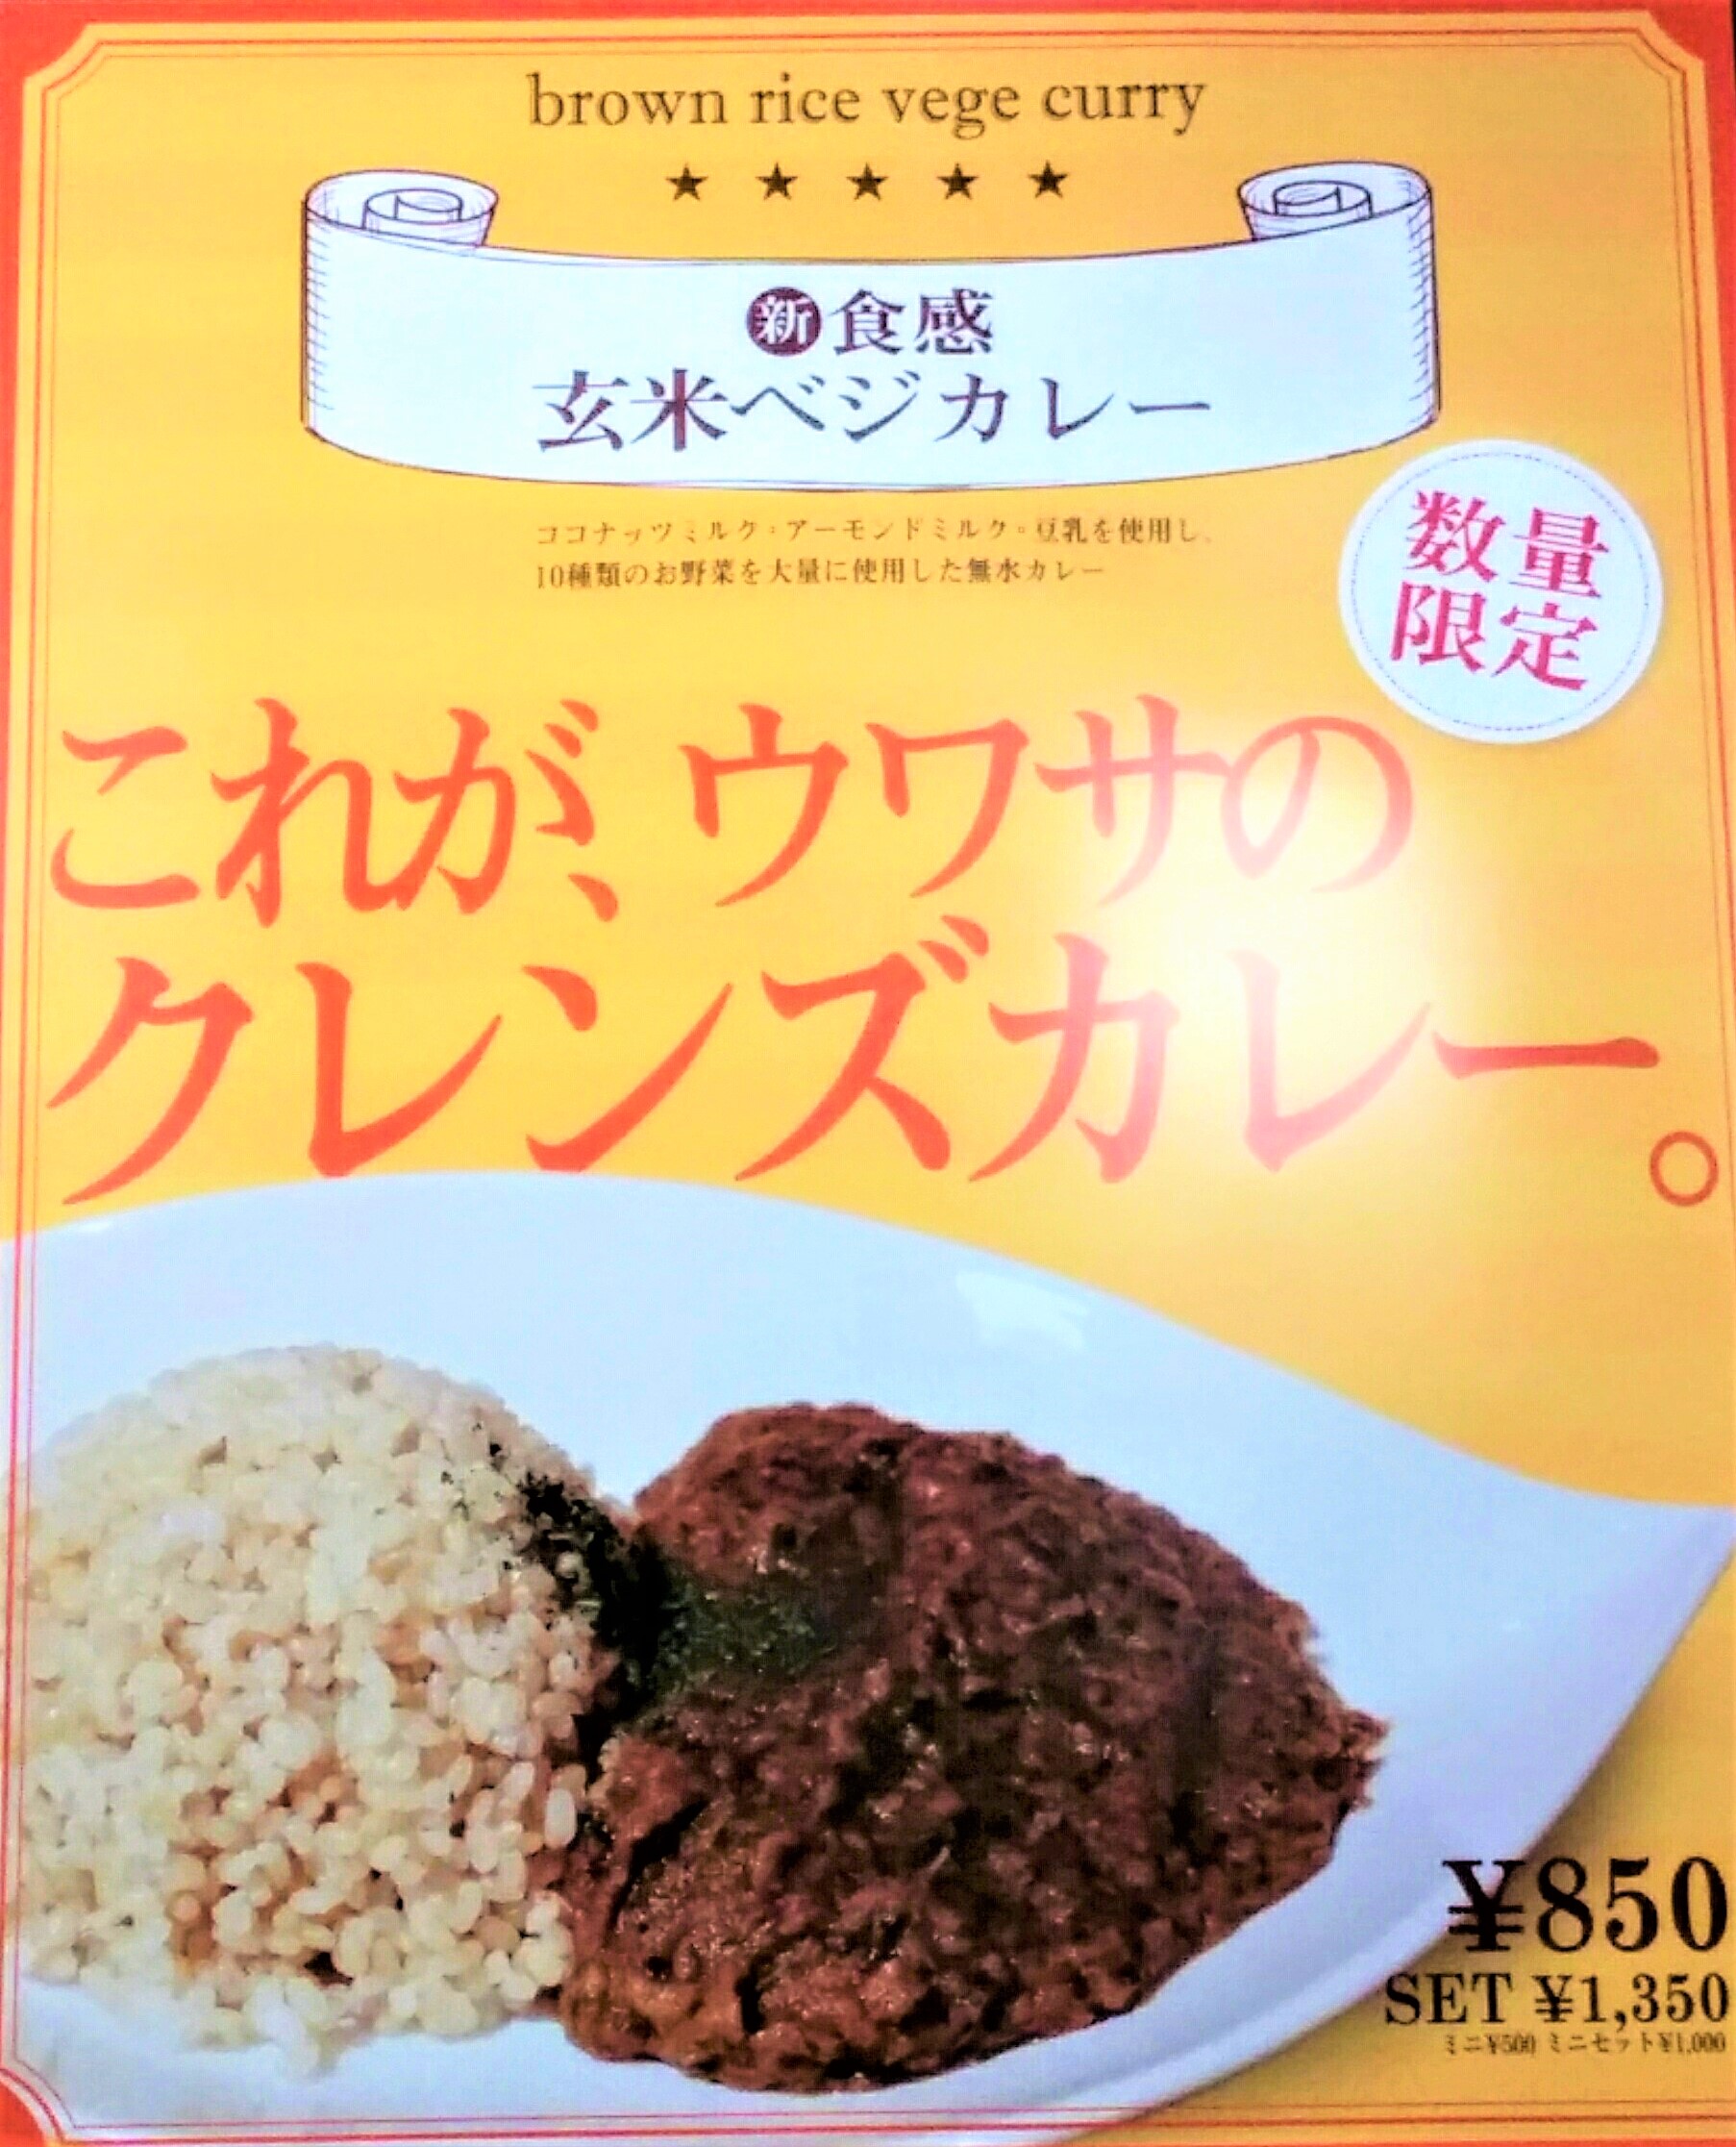 brown rice vege curry
★ ★ ★ ★ ★
新食感
玄米ベジカレー
ココナッツミルク・アーモンドミルク・豆乳を使用し、
10種類のお野菜を大量に使用した無水カレー
数量
限定
これが、ウワサの
クレンズカレー。
¥850
SET ¥1,350
ミニ¥500 ミニセット¥1,000